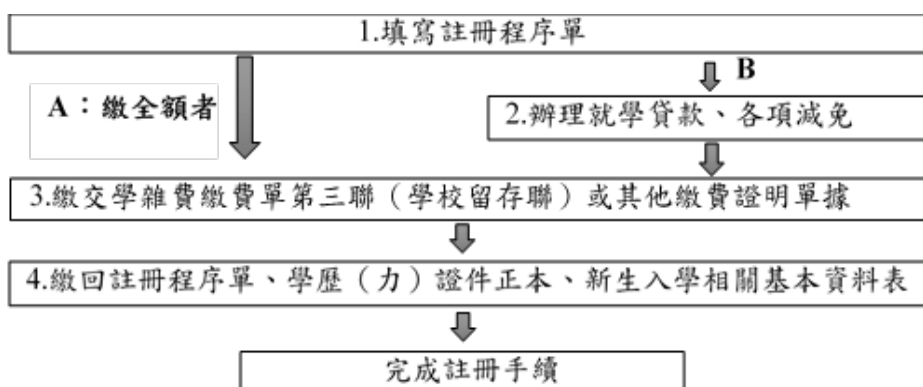 1.填寫註冊程序單
B
A：繳全額者
2.辦理就學貸款、各項減免
3.繳交學雜費繳費單第三聯（學校留存聯）或其他繳費證明單據
4.繳回註冊程序單、學歷（力）證件正本、新生入學相關基本資料表
完成註冊手續